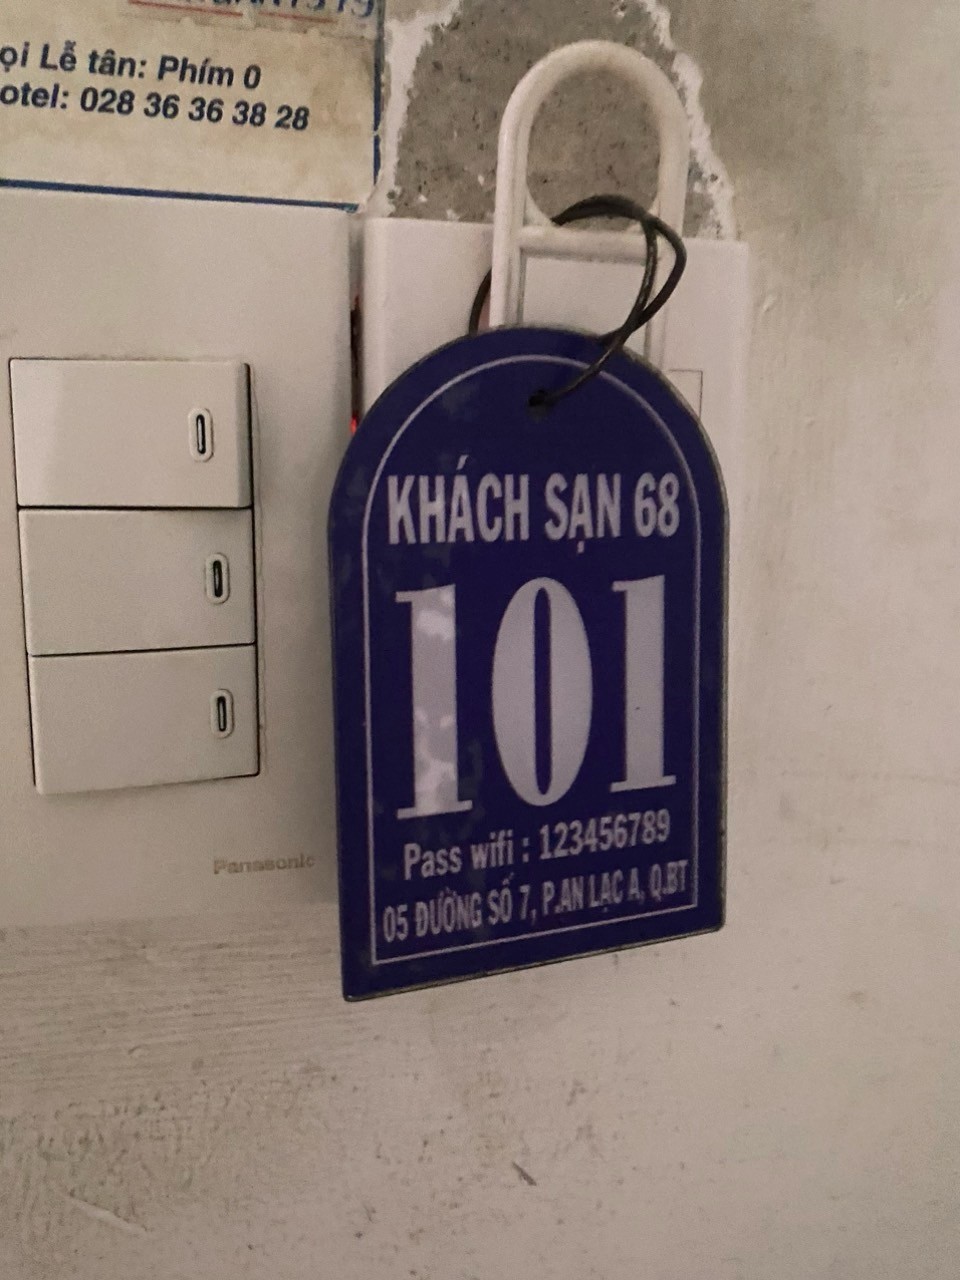 ọi Lễ tân: Phím 0
otel: 028 36 36 38 28
KHÁCH SẠN 68
101
Pass wifi : 123456789
05 ĐƯỜNG SỐ 7, P.AN LẠC A, Q.BT
Panasonic